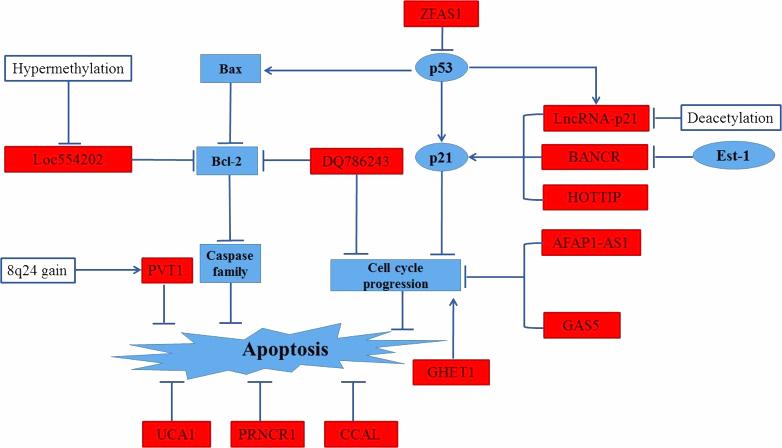 ZFAS1
Hypermethylation
Bax
p53
LncRNA-p21
Deacetylation
Loc554202
Bcl-2
DQ786243
p21
BANCR
Est-1
HOTTIP
8q24 gain
PVT1
Caspase
family
Cell cycle
progression
AFAP1-AS1
GAS5
Apoptosis
GHET1
UCA1
PRNCR1
CCAL